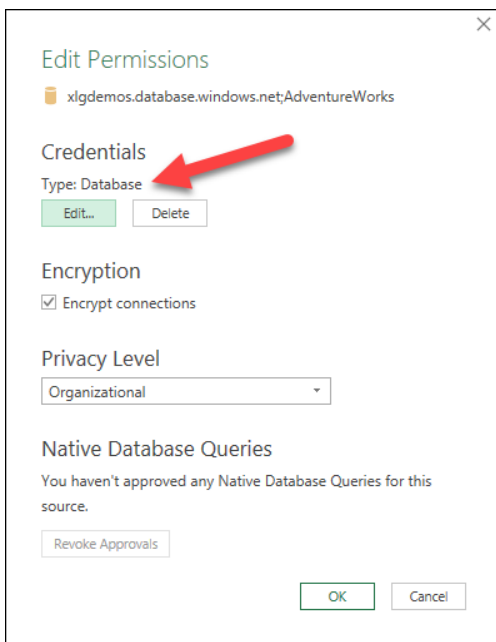 Edit Permissions
xlgdemos.database.windows.net;AdventureWorks
Credentials
Type: Database
Edit...
Delete
Encryption
Encrypt connections
Privacy Level
Organizational
Native Database Queries
You haven't approved any Native Database Queries for this
source.
Revoke Approvals
OK
Cancel